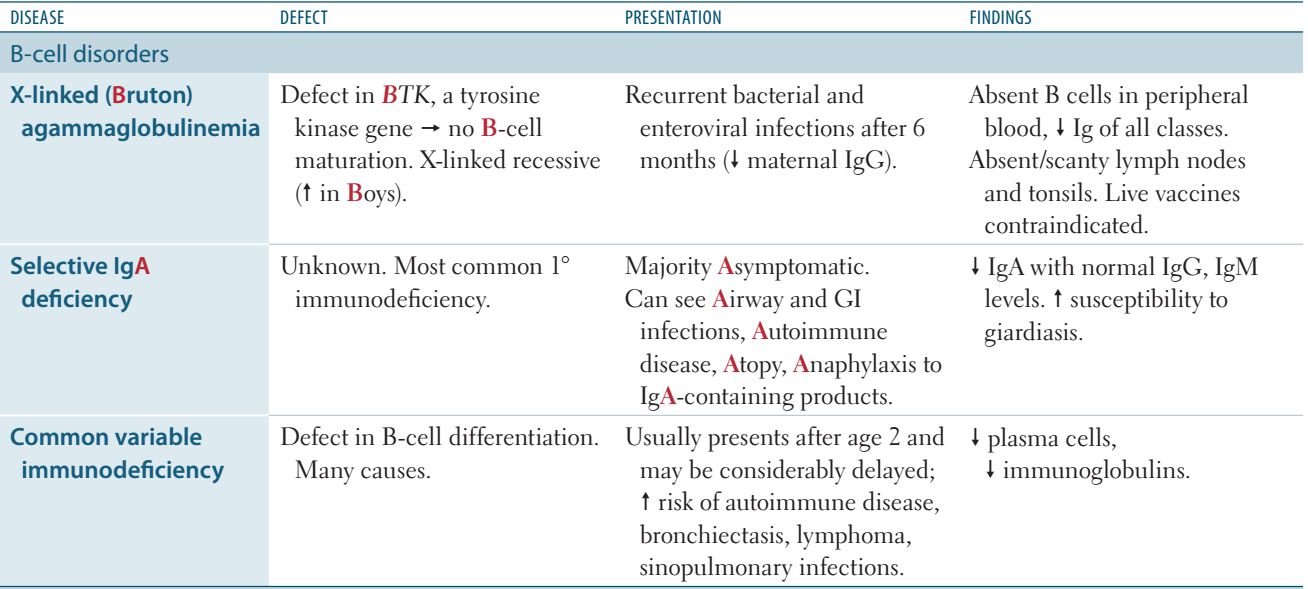 DISEASE DEFECT PRESENTATION FINDINGS
B-cell disorders
X-linked (Bruton)
agammaglobulinemia
Defect in BTK, a tyrosine
kinase gene → no B-cell
maturation. X-linked recessive
(↑ in Boys).
Recurrent bacterial and
enteroviral infections after 6
months (↓ maternal IgG).
Absent B cells in peripheral
blood, ↓ Ig of all classes.
Absent/scanty lymph nodes
and tonsils. Live vaccines
contraindicated.
Selective IgA
deficiency
Unknown. Most common 1°
immunodeficiency.
Majority Asymptomatic.
Can see Airway and GI
infections, Autoimmune
disease, Atopy, Anaphylaxis to
IgA-containing products.
↓ IgA with normal IgG, IgM
levels. ↑ susceptibility to
giardiasis.
Common variable
immunodeficiency
Defect in B-cell differentiation.
Many causes.
Usually presents after age 2 and
may be considerably delayed;
↑ risk of autoimmune disease,
bronchiectasis, lymphoma,
sinopulmonary infections.
↓ plasma cells,
↓ immunoglobulins.